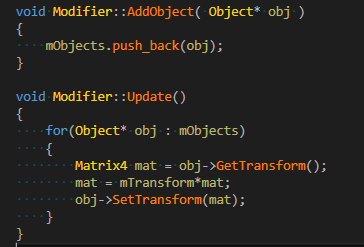 void Modifier::AddObject( Object* obj )
{
    mObjects.push_back(obj);
}

void Modifier::Update()
{
    for(Object* obj : mObjects)
    {
        Matrix4 mat = obj->GetTransform();
        mat = mTransform*mat;
        obj->SetTransform(mat);
    }
}